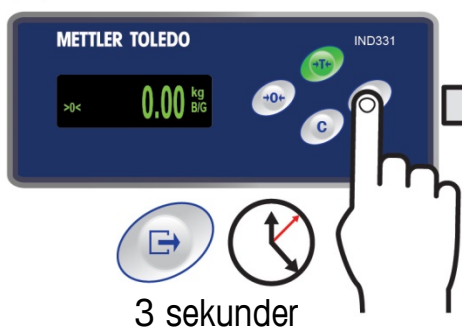 METTLER TOLEDO
IND331
→T←
>0<
0.00
kg
B/G
→0←
C
3 sekunder